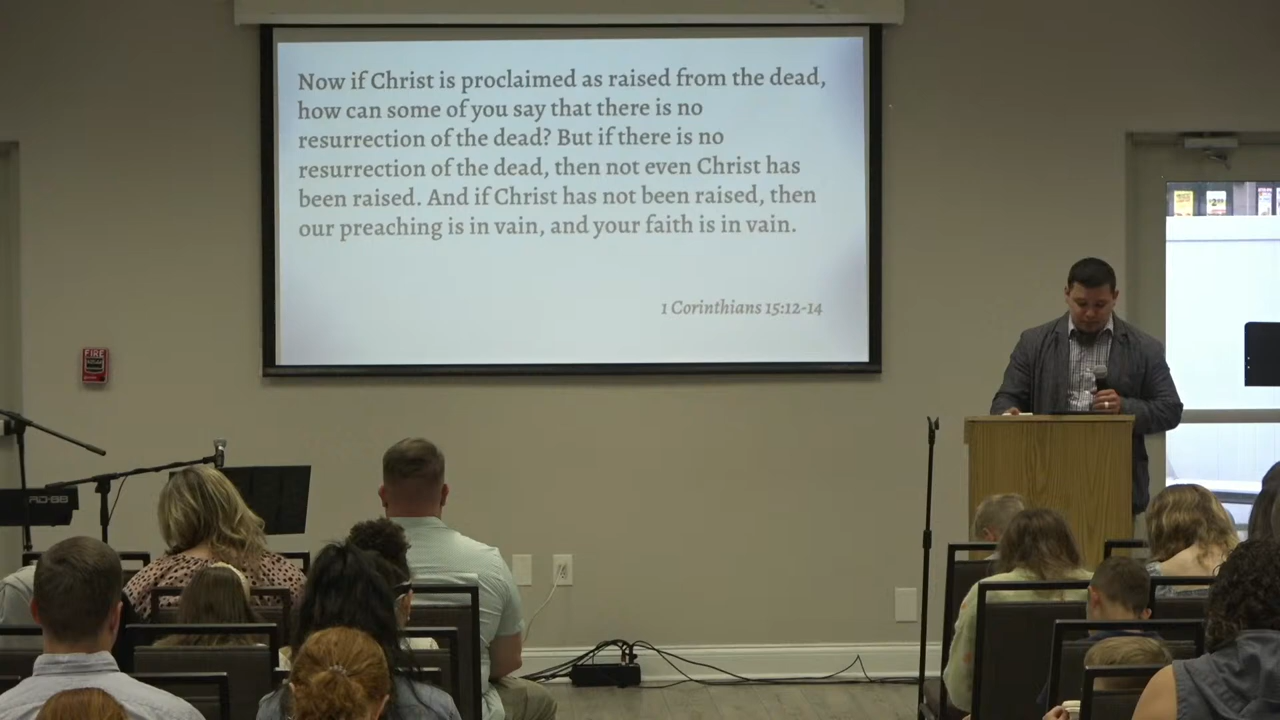 Now if Christ is proclaimed as raised from the dead,
how can some of you say that there is no
resurrection of the dead? But if there is no
resurrection of the dead, then not even Christ has
been raised. And if Christ has not been raised, then
our preaching is in vain, and your faith is in vain.
1 Corinthians 15:12-14
FIRE